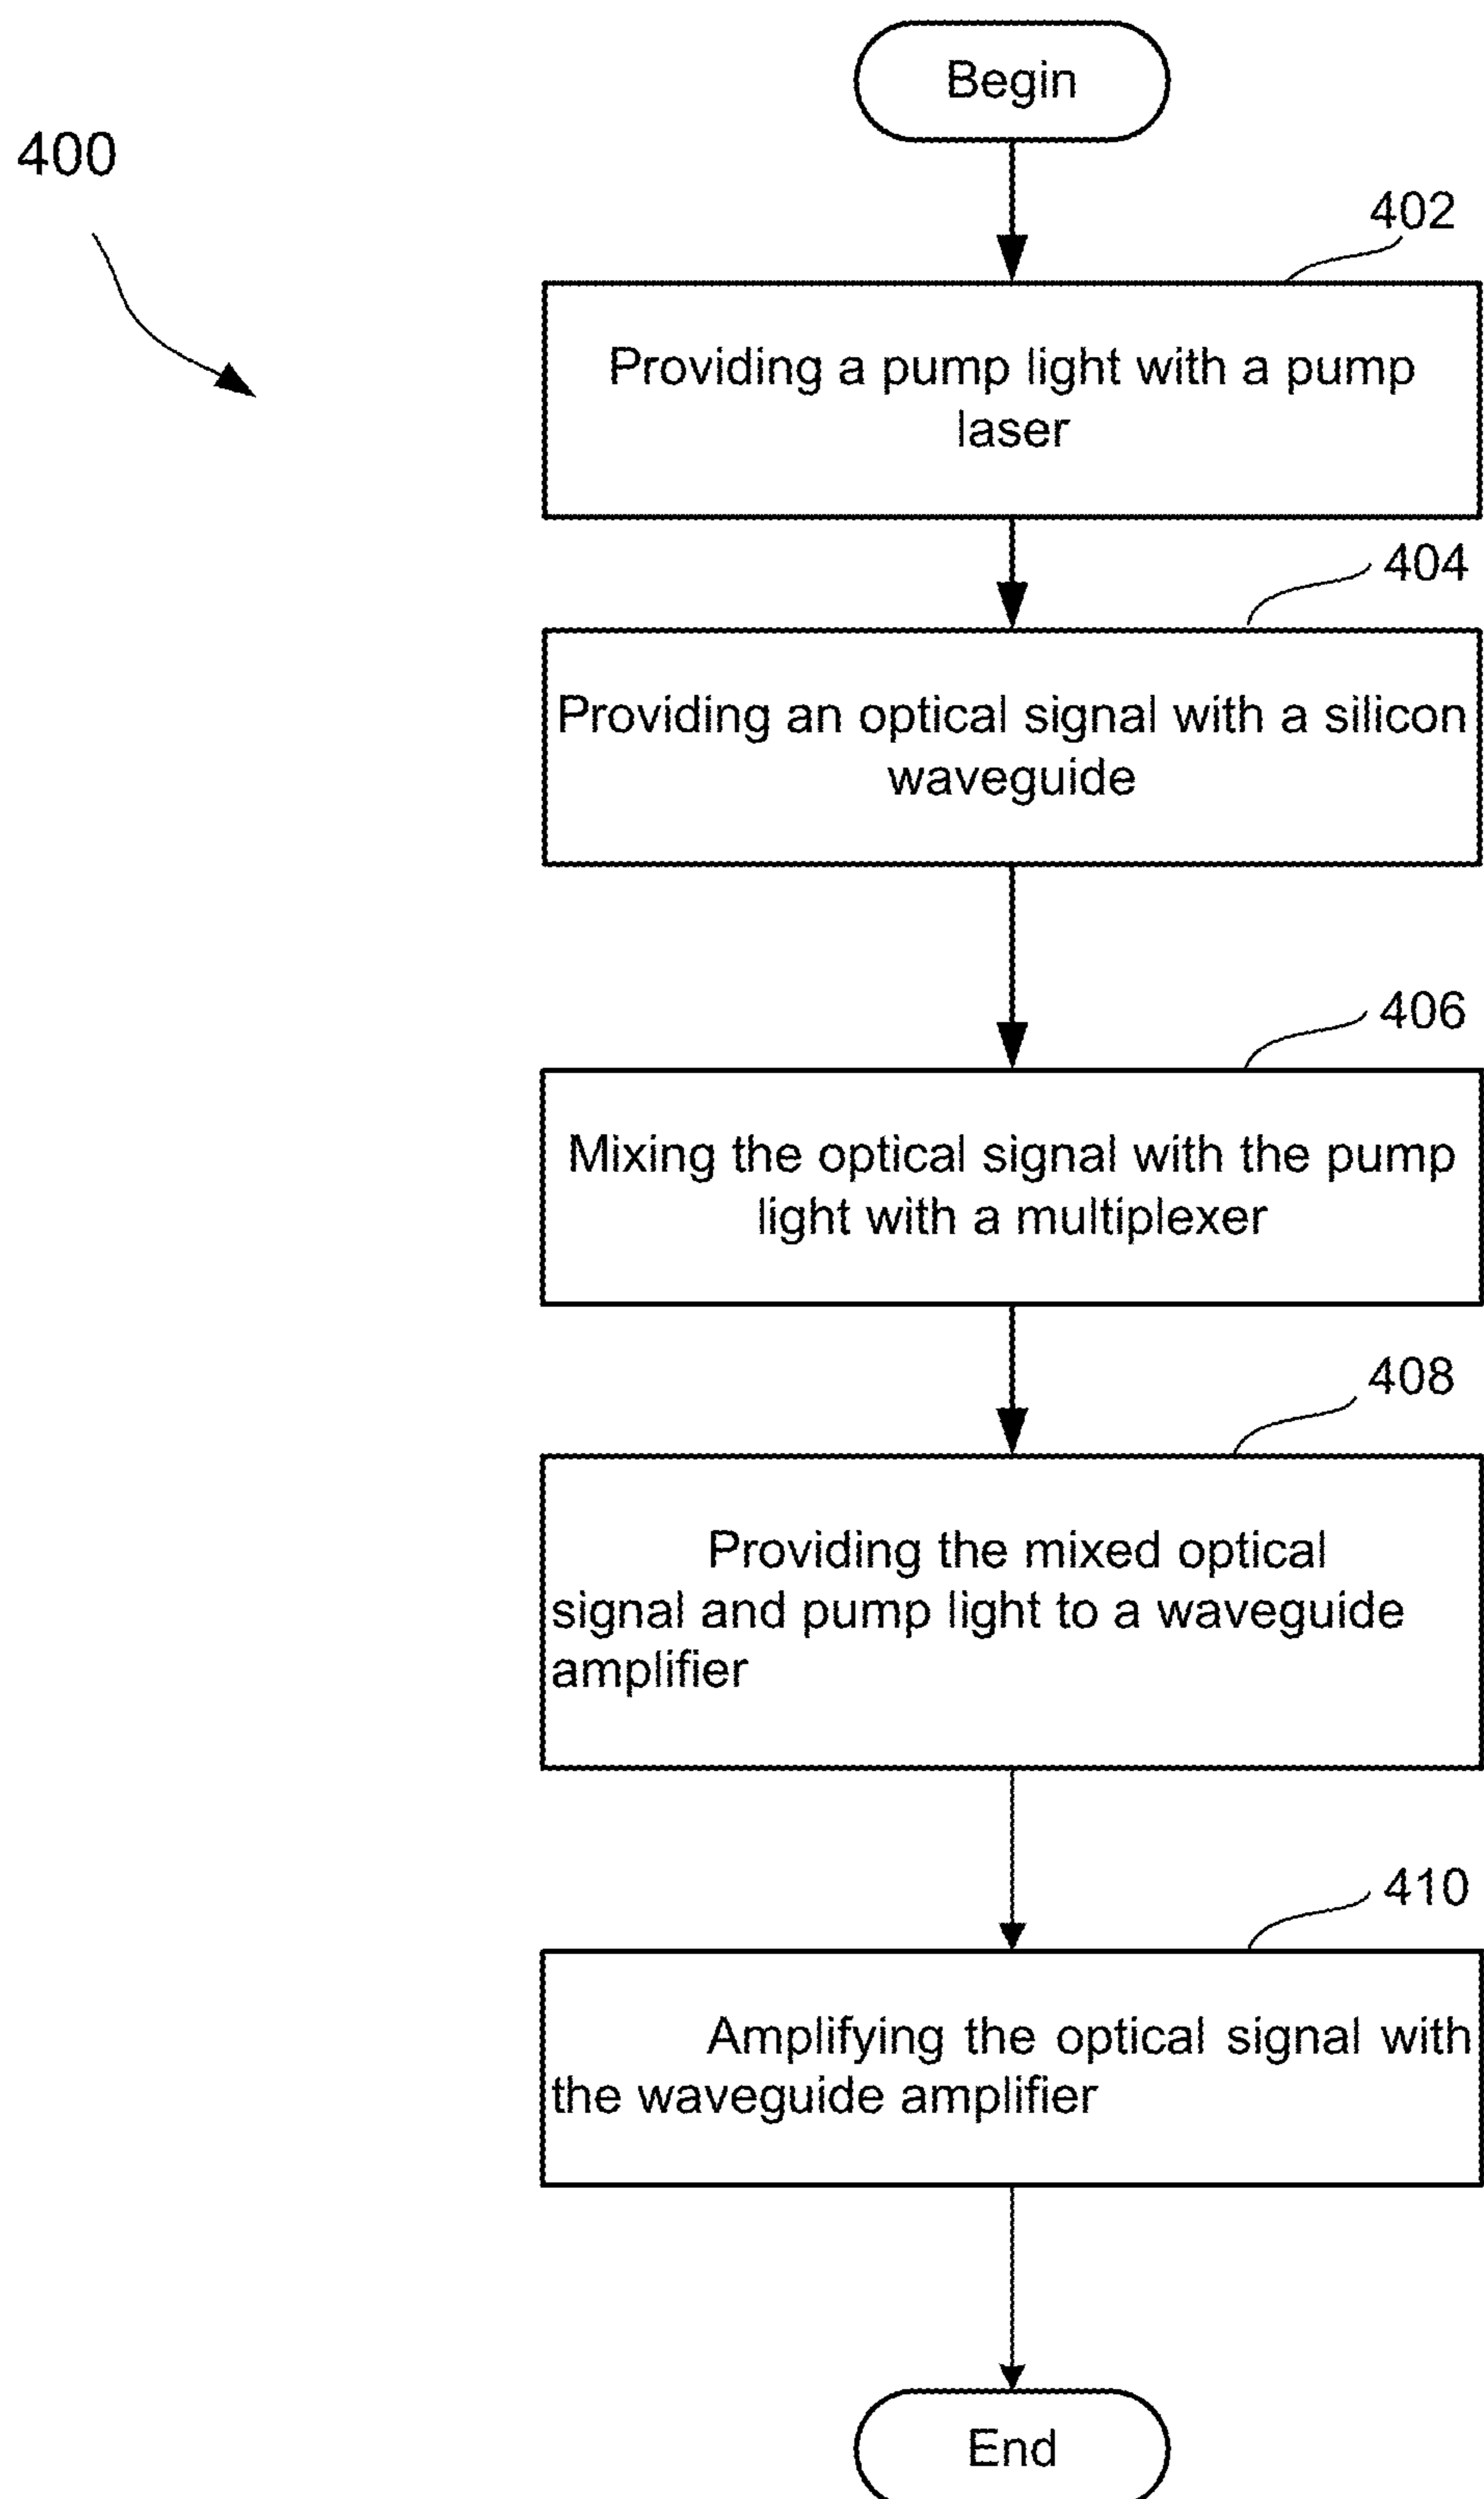 Begin
400
402
Providing a pump light with a pump
laser
404
Providing an optical signal with a silicon
waveguide
406
Mixing the optical signal with the pump
light with a multiplexer
408
Providing the mixed optical
signal and pump light to a waveguide
amplifier
410
Amplifying the optical signal with
the waveguide amplifier
End